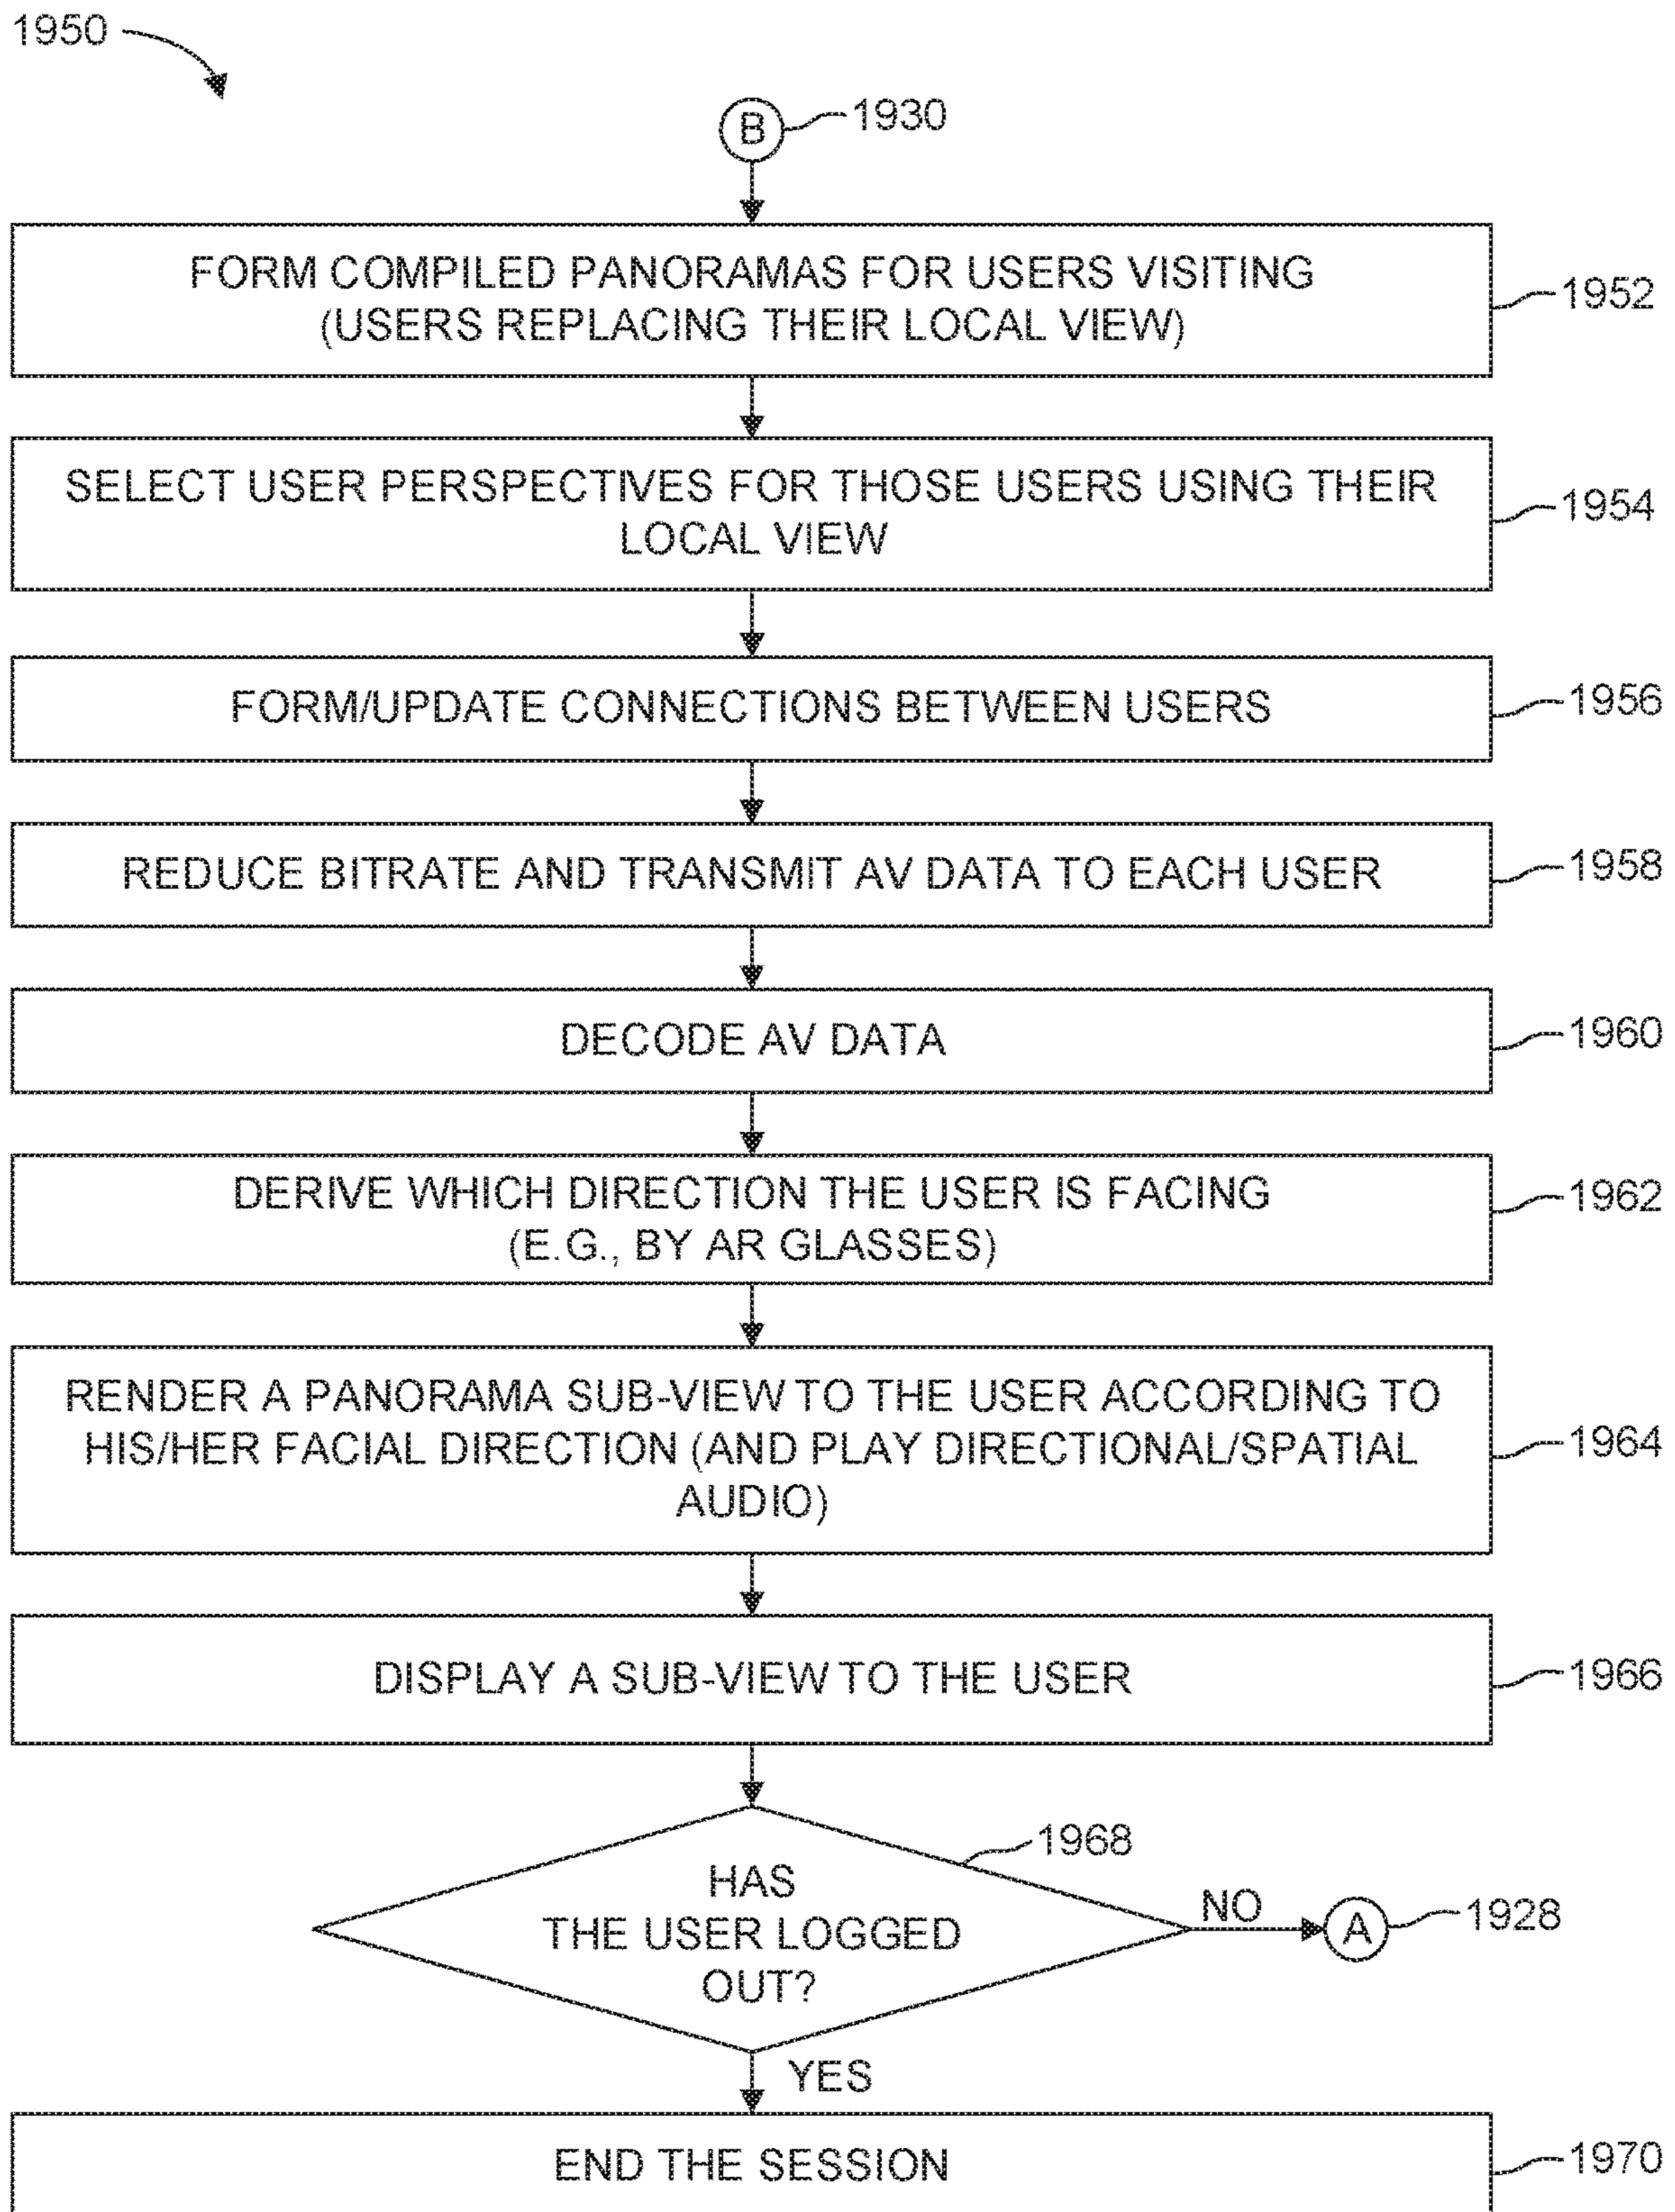 1950
B
1930
FORM COMPILED PANORAMAS FOR USERS VISITING
(USERS REPLACING THEIR LOCAL VIEW)
1952
SELECT USER PERSPECTIVES FOR THOSE USERS USING THEIR
LOCAL VIEW
1954
FORM/UPDATE CONNECTIONS BETWEEN USERS
1956
REDUCE BITRATE AND TRANSMIT AV DATA TO EACH USER
1958
DECODE AV DATA
1960
DERIVE WHICH DIRECTION THE USER IS FACING
(E.G., BY AR GLASSES)
1962
RENDER A PANORAMA SUB-VIEW TO THE USER ACCORDING TO
HIS/HER FACIAL DIRECTION (AND PLAY DIRECTIONAL/SPATIAL
AUDIO)
1964
DISPLAY A SUB-VIEW TO THE USER
1966
1968
HAS
THE USER LOGGED
OUT?
NO
A
1928
YES
END THE SESSION
1970